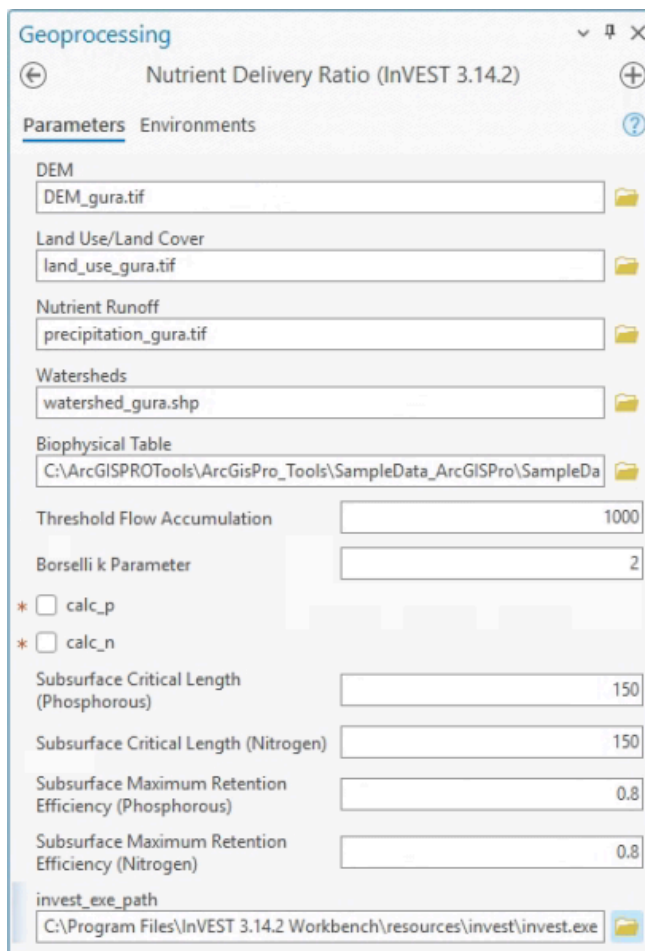 Geoprocessing
Nutrient Delivery Ratio (InVEST 3.14.2)
Parameters Environments
DEM
DEM_gura.tif
Land Use/Land Cover
land_use_gura.tif
Nutrient Runoff
precipitation_gura.tif
Watersheds
watershed_gura.shp
Biophysical Table
C:\ArcGISPROTools\ArcGisPro_Tools\SampleData_ArcGISPro\SampleDa
Threshold Flow Accumulation 1000
Borselli k Parameter 2
* calc_p
* calc_n
Subsurface Critical Length
(Phosphorous) 150
Subsurface Critical Length (Nitrogen) 150
Subsurface Maximum Retention
Efficiency (Phosphorous) 0.8
Subsurface Maximum Retention
Efficiency (Nitrogen) 0.8
invest_exe_path
C:\Program Files\InVEST 3.14.2 Workbench\resources\invest\invest.exe